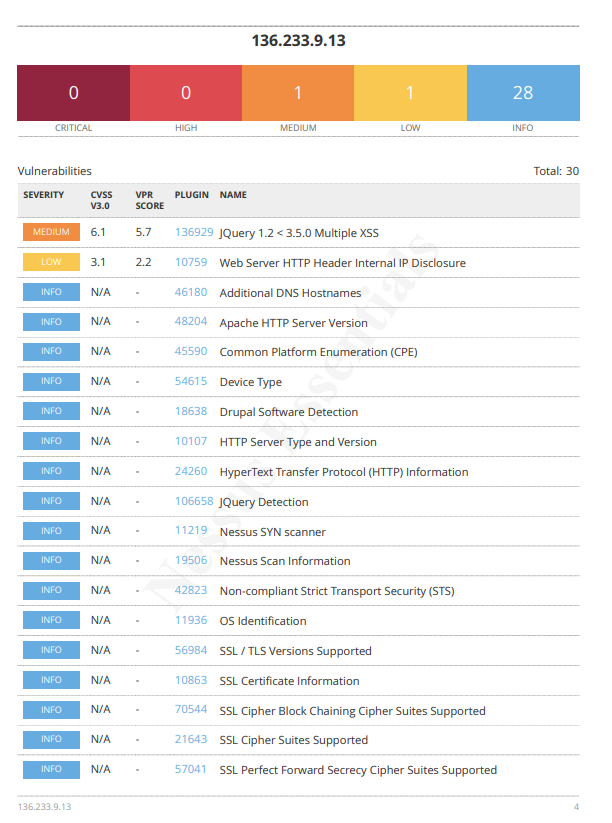 136.233.9.13
0 0 1 1 28
CRITICAL HIGH MEDIUM LOW INFO
Vulnerabilities Total: 30
SEVERITY CVSS V3.0 VPR SCORE PLUGIN NAME
MEDIUM 6.1 5.7 136929 JQuery 1.2 < 3.5.0 Multiple XSS
LOW 3.1 2.2 10759 Web Server HTTP Header Internal IP Disclosure
INFO N/A - 46180 Additional DNS Hostnames
INFO N/A - 48204 Apache HTTP Server Version
INFO N/A - 45590 Common Platform Enumeration (CPE)
INFO N/A - 54615 Device Type
INFO N/A - 18638 Drupal Software Detection
INFO N/A - 10107 HTTP Server Type and Version
INFO N/A - 24260 HyperText Transfer Protocol (HTTP) Information
INFO N/A - 106658 JQuery Detection
INFO N/A - 11219 Nessus SYN scanner
INFO N/A - 19506 Nessus Scan Information
INFO N/A - 42823 Non-compliant Strict Transport Security (STS)
INFO N/A - 11936 OS Identification
INFO N/A - 56984 SSL / TLS Versions Supported
INFO N/A - 10863 SSL Certificate Information
INFO N/A - 70544 SSL Cipher Block Chaining Cipher Suites Supported
INFO N/A - 21643 SSL Cipher Suites Supported
INFO N/A - 57041 SSL Perfect Forward Secrecy Cipher Suites Supported
Nessus Essentials
136.233.9.13 4